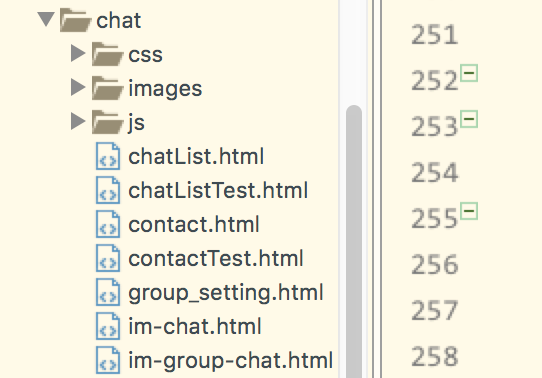 chat
css
images
js
chatList.html
chatListTest.html
contact.html
contactTest.html
group_setting.html
im-chat.html
im-group-chat.html
251
252
253
254
255
256
257
258